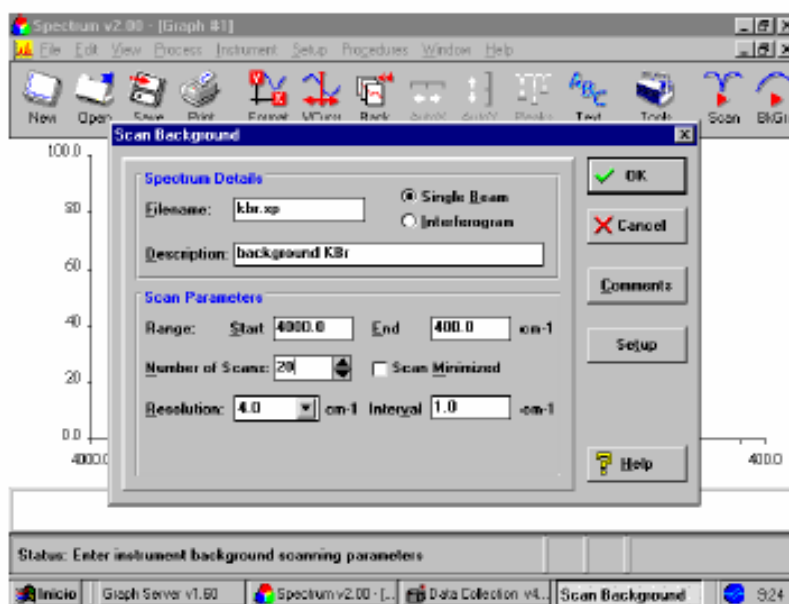 Spectrum v2.00 - [Graph #1]
File Edit View Process Instrument Setup Procedures Window Help
New Open Save Print Format VCursr Back AutoX AutoY Peaks Text Tools Scan BkGr
Scan Background
100.0
80
60
40
20
0.0
4000.0
400.0
Spectrum Details
Filename: kbr.sp
Single Beam
Interferogram
Description: background KBr
Scan Parameters
Range: Start 4000.0 End 400.0 cm-1
Number of Scans: 20 Scan Minimized
Resolution: 4.0 cm-1 Interval 1.0 cm-1
OK
Cancel
Comments
Setup
Help
Status: Enter instrument background scanning parameters
Inicio Graph Server v1.60 Spectrum v2.00 - [... Data Collection v4... Scan Background 9:24